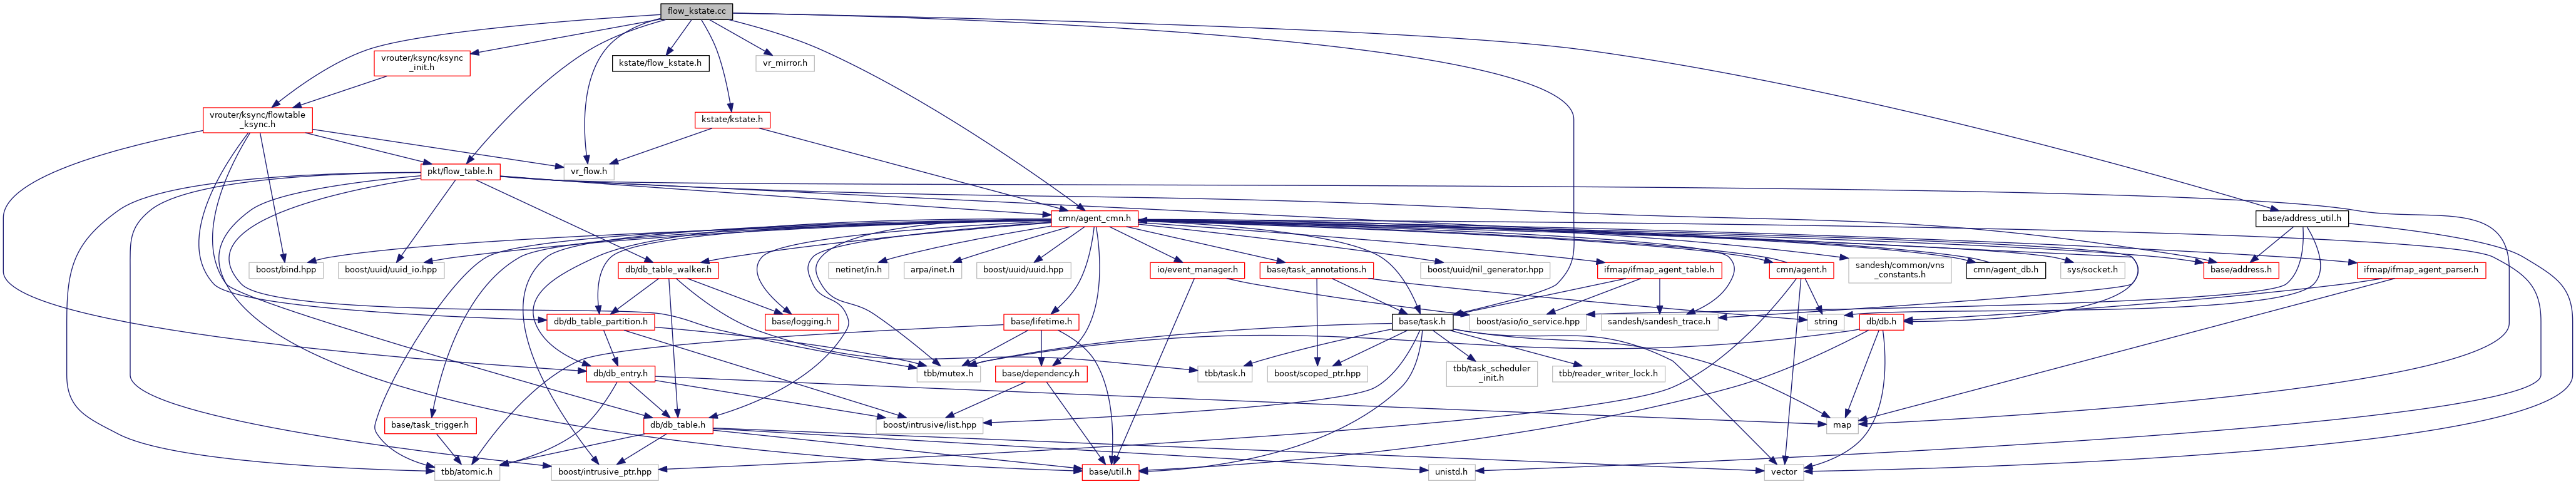 flow_kstate.cc
vrouter/ksync/ksync
_init.h
kstate/flow_kstate.h
vr_mirror.h
vrouter/ksync/flowtable
_ksync.h
kstate/kstate.h
pkt/flow_table.h
vr_flow.h
cmn/agent_cmn.h
base/address_util.h
boost/bind.hpp
boost/uuid/uuid_io.hpp
db/db_table_walker.h
netinet/in.h
arpa/inet.h
boost/uuid/uuid.hpp
io/event_manager.h
base/task_annotations.h
boost/uuid/nil_generator.hpp
ifmap/ifmap_agent_table.h
cmn/agent.h
sandesh/common/vns
_constants.h
cmn/agent_db.h
sys/socket.h
base/address.h
ifmap/ifmap_agent_parser.h
db/db_table_partition.h
base/logging.h
base/lifetime.h
base/task.h
boost/asio/io_service.hpp
sandesh/sandesh_trace.h
string
db/db.h
db/db_entry.h
tbb/mutex.h
base/dependency.h
tbb/task.h
boost/scoped_ptr.hpp
tbb/task_scheduler
_init.h
tbb/reader_writer_lock.h
base/task_trigger.h
db/db_table.h
boost/intrusive/list.hpp
map
tbb/atomic.h
boost/intrusive_ptr.hpp
base/util.h
unistd.h
vector